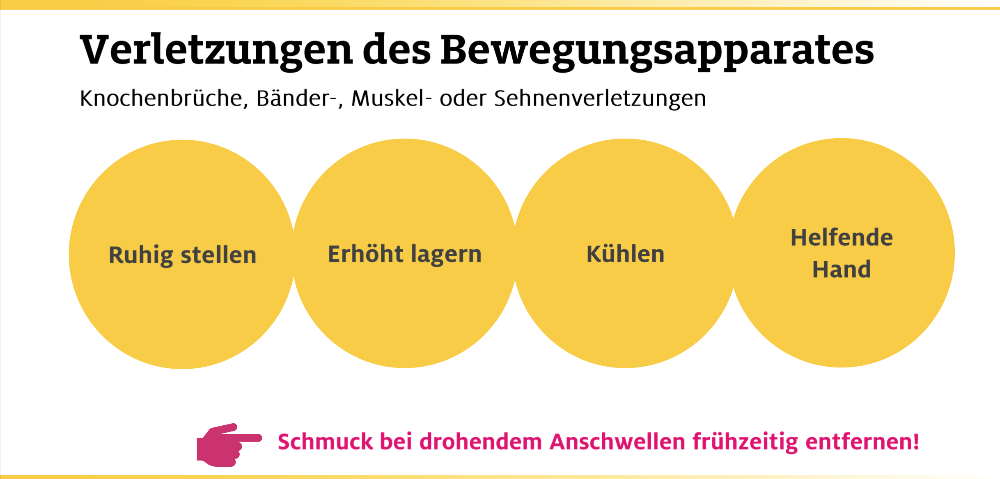 Verletzungen des Bewegungsapparates
Knochenbrüche, Bänder-, Muskel- oder Sehnenverletzungen
Ruhig stellen
Erhöht lagern
Kühlen
Helfende
Hand
Schmuck bei drohendem Anschwellen frühzeitig entfernen!